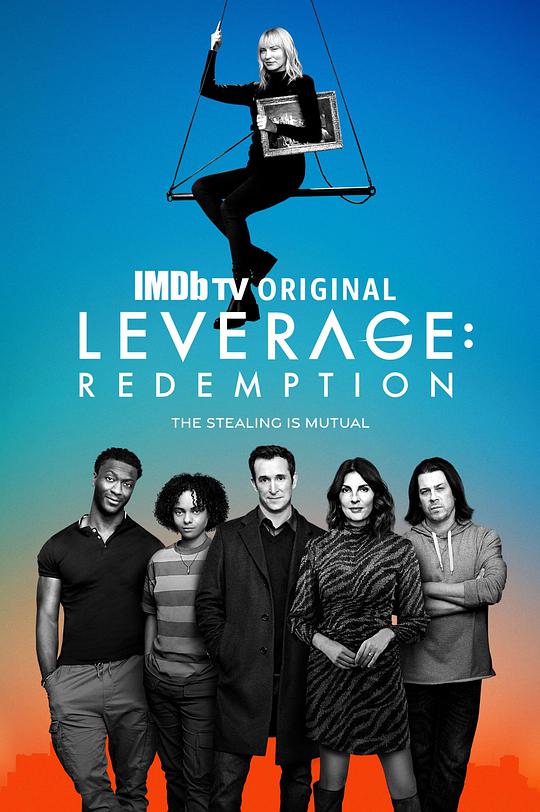 IMDb TV ORIGINAL
LEVERAGE:
REDEMPTION
THE STEALING IS MUTUAL